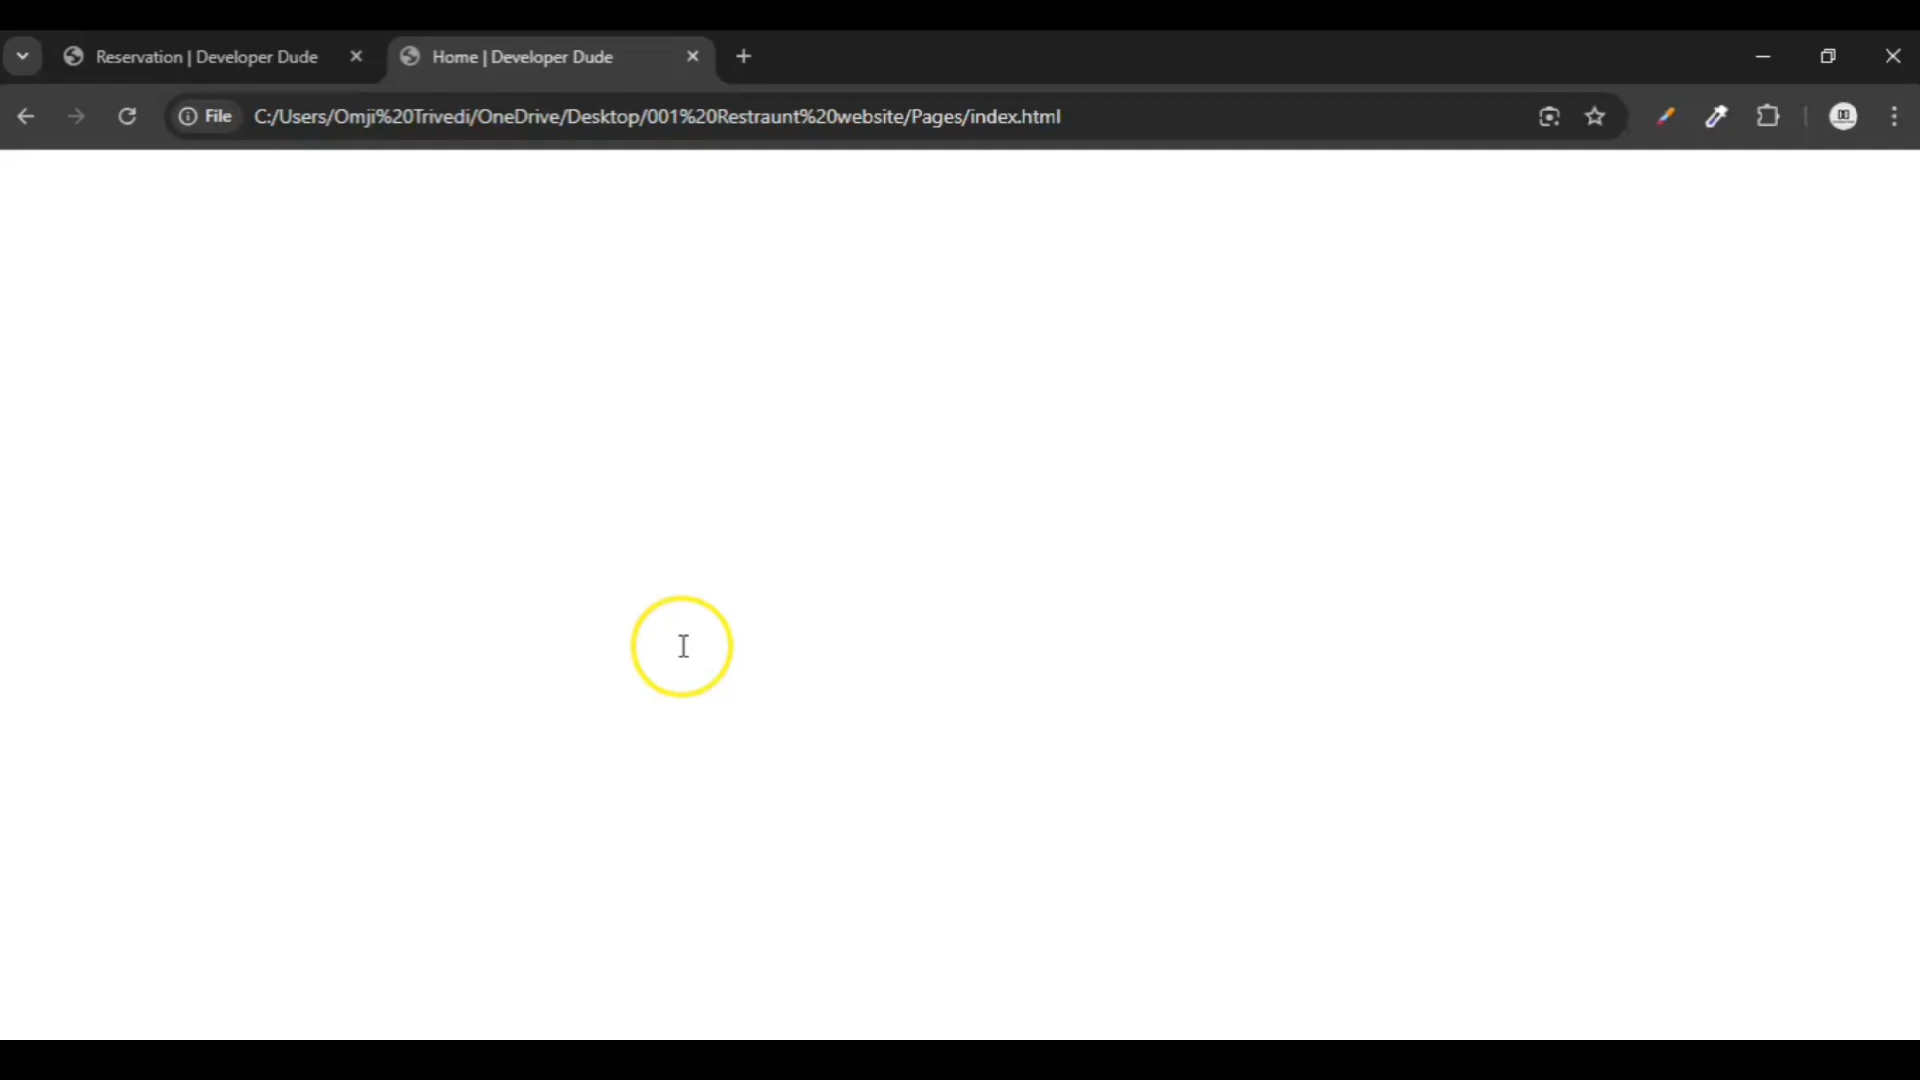 Reservation | Developer Dude
Home | Developer Dude
File
C:/Users/Omji%20Trivedi/OneDrive/Desktop/001%20Restraunt%20website/Pages/index.html